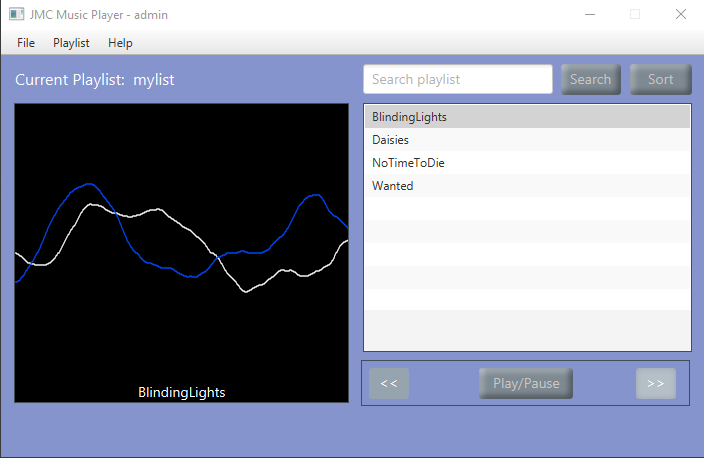 JMC Music Player - admin
File Playlist Help
Current Playlist: mylist
Search playlist Search Sort
BlindingLights
Daisies
NoTimeToDie
Wanted
BlindingLights
<< Play/Pause >>